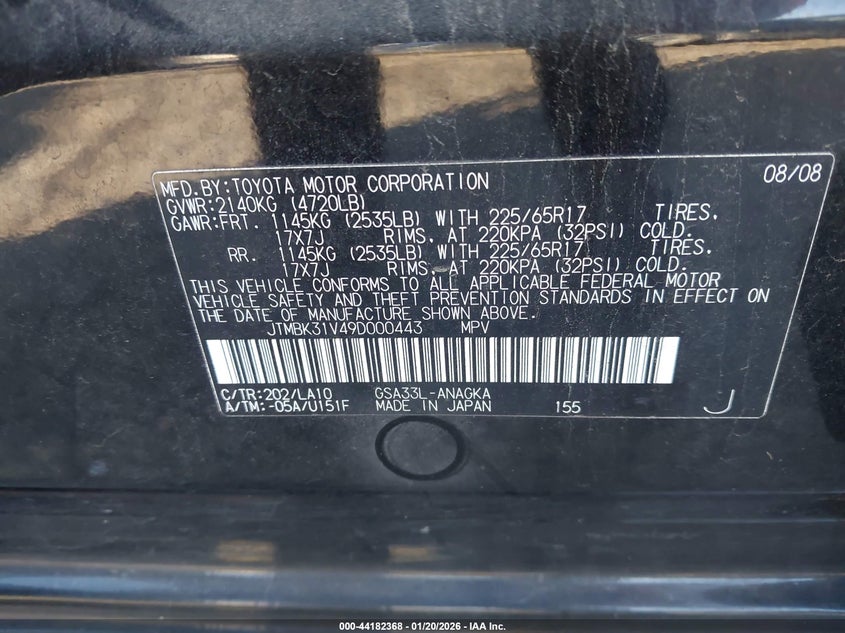 MFD.BY:TOYOTA MOTOR CORPORATION 08/08
GVWR:2140KG (4720LB)
GAWR:FRT. 1145KG (2535LB) WITH 225/65R17 TIRES,
17X7J RIMS, AT 220KPA (32PSI) COLD.
RR. 1145KG (2535LB) WITH 225/65R17 TIRES,
17X7J RIMS, AT 220KPA (32PSI) COLD.
THIS VEHICLE CONFORMS TO ALL APPLICABLE FEDERAL MOTOR
VEHICLE SAFETY AND THEFT PREVENTION STANDARDS IN EFFECT ON
THE DATE OF MANUFACTURE SHOWN ABOVE.
JTMBK31V49D000443 MPV
C/TR:202/LA10 GSA33L-ANAGKA
A/TM:-05A/U151F MADE IN JAPAN 155 J
000-44182368 - 01/20/2026 - IAA Inc.